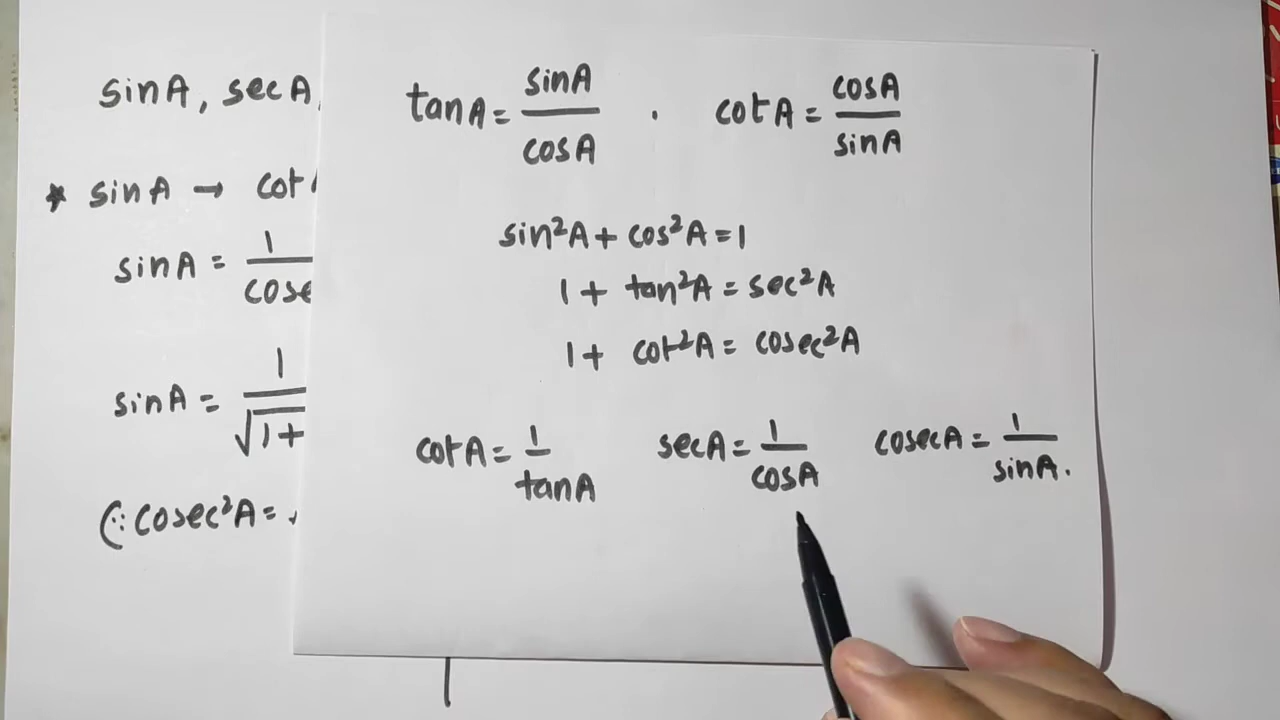 sinA, secA,
* sinA → cot
sinA = 1/cose
sinA = 1/√1+
(∵ cosec²A =
tanA = sinA/cosA . cotA = cosA/sinA
sin²A + cos²A = 1
1 + tan²A = sec²A
1 + cot²A = cosec²A
cotA = 1/tanA secA = 1/cosA cosecA = 1/sinA.